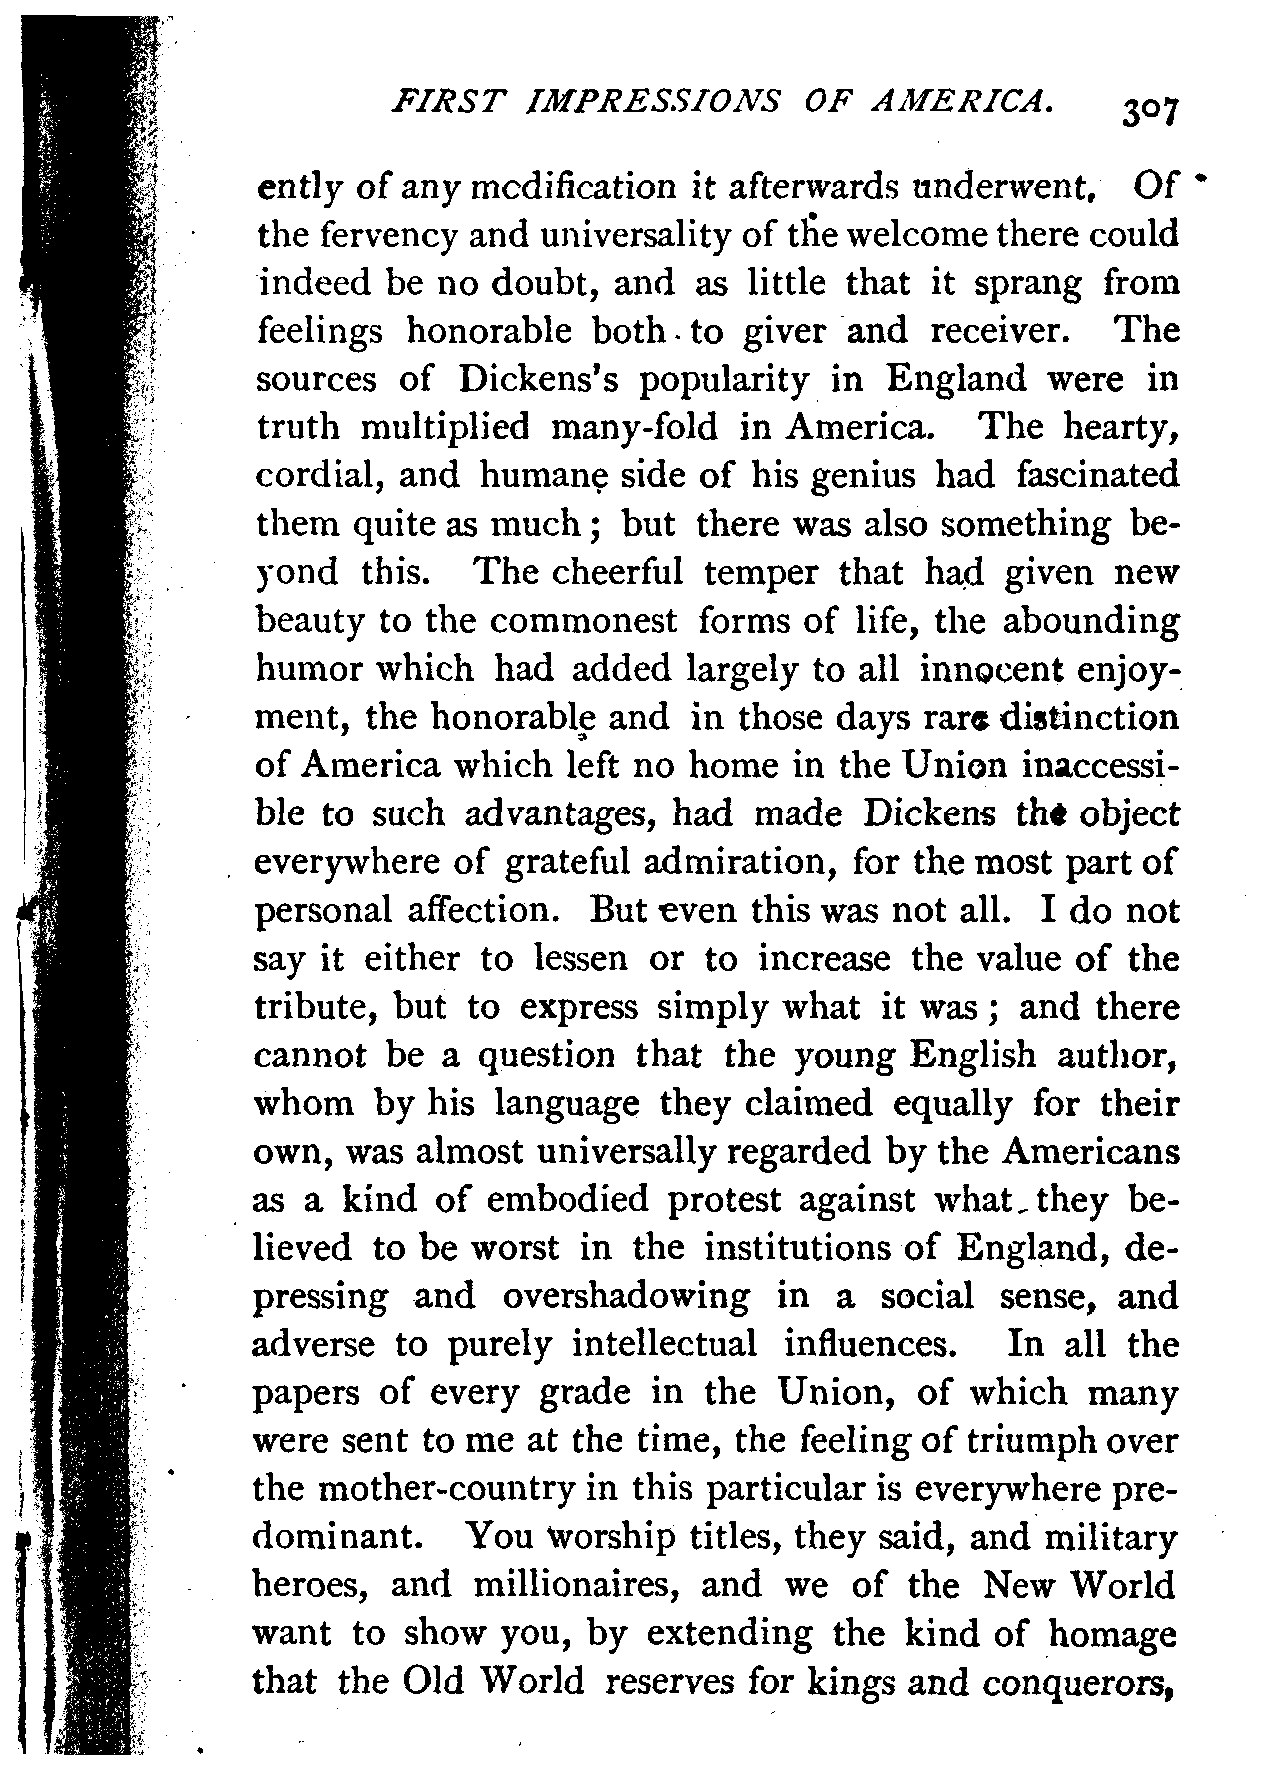 FIRST IMPRESSIONS OF AMERICA. 307
ently of any modification it afterwards underwent. Of
the fervency and universality of the welcome there could
indeed be no doubt, and as little that it sprang from
feelings honorable both to giver and receiver. The
sources of Dickens's popularity in England were in
truth multiplied many-fold in America. The hearty,
cordial, and humane side of his genius had fascinated
them quite as much; but there was also something be-
yond this. The cheerful temper that had given new
beauty to the commonest forms of life, the abounding
humor which had added largely to all innocent enjoy-
ment, the honorable and in those days rare distinction
of America which left no home in the Union inaccessi-
ble to such advantages, had made Dickens the object
everywhere of grateful admiration, for the most part of
personal affection. But even this was not all. I do not
say it either to lessen or to increase the value of the
tribute, but to express simply what it was; and there
cannot be a question that the young English author,
whom by his language they claimed equally for their
own, was almost universally regarded by the Americans
as a kind of embodied protest against what they be-
lieved to be worst in the institutions of England, de-
pressing and overshadowing in a social sense, and
adverse to purely intellectual influences. In all the
papers of every grade in the Union, of which many
were sent to me at the time, the feeling of triumph over
the mother-country in this particular is everywhere pre-
dominant. You worship titles, they said, and military
heroes, and millionaires, and we of the New World
want to show you, by extending the kind of homage
that the Old World reserves for kings and conquerors,